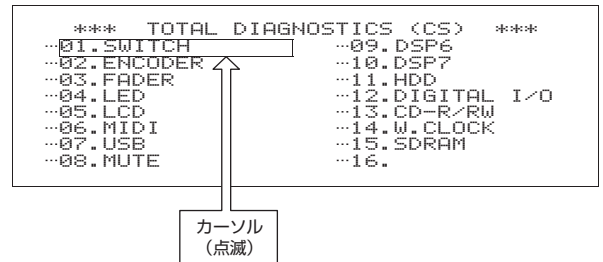 *** TOTAL DIAGNOSTICS (CS) ***
…01.SWITCH …09.DSP6
…02.ENCODER …10.DSP7
…03.FADER …11.HDD
…04.LED …12.DIGITAL I/O
…05.LCD …13.CD-R/RW
…06.MIDI …14.W.CLOCK
…07.USB …15.SDRAM
…08.MUTE …16.
カーソル
(点滅)